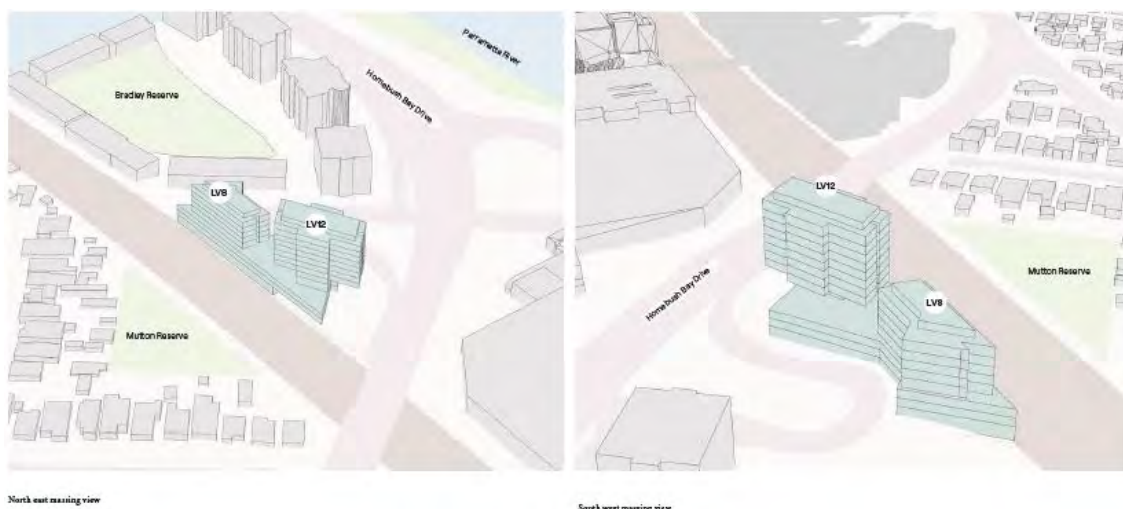 Parramatta River
Homebush Bay Drive
Bradley Reserve
LV8
LV12
Mutton Reserve
North east massing view
LV12
Homebush Bay Drive
Mutton Reserve
LV8
South west massing view